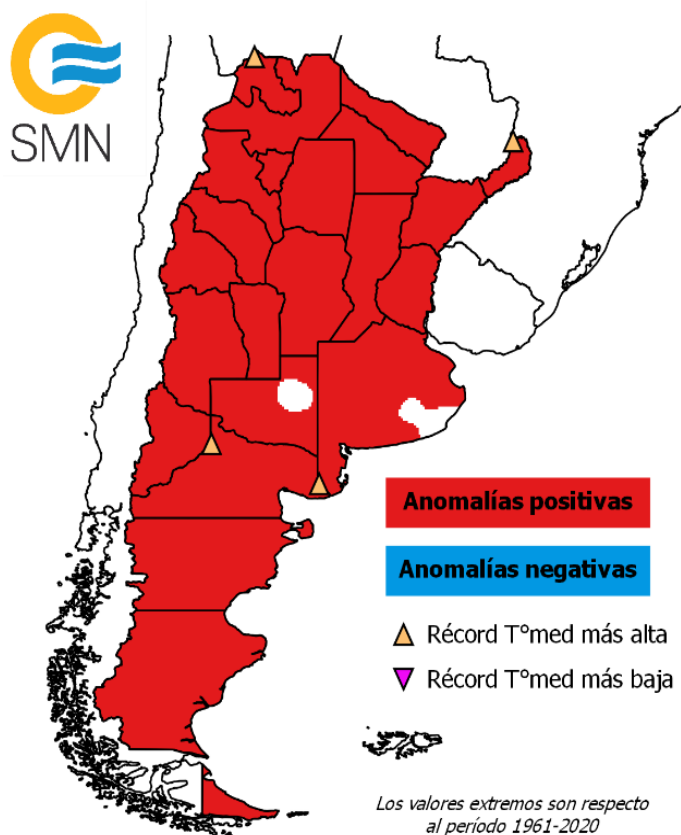 SMN
Anomalías positivas
Anomalías negativas
Récord T°med más alta
Récord T°med más baja
Los valores extremos son respecto
al período 1961-2020